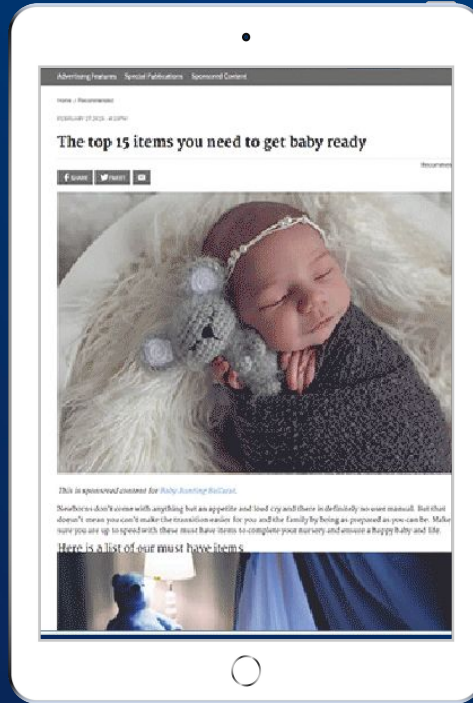 Advertising Features Special Publications Sponsored Content
Home / Recommended
The top 15 items you need to get baby ready
SHARE TWEET
This is sponsored content for Baby Bunting Ballarat.
Newborns don't come with anything but an appetite and loud cry and there is definitely no user manual. But that
doesn't mean you can't make the transition easier for you and the family by being as prepared as you can be. Make
sure you are up to speed with these must have items to complete your nursery and ensure a happy baby and life.
Here is a list of our must have items